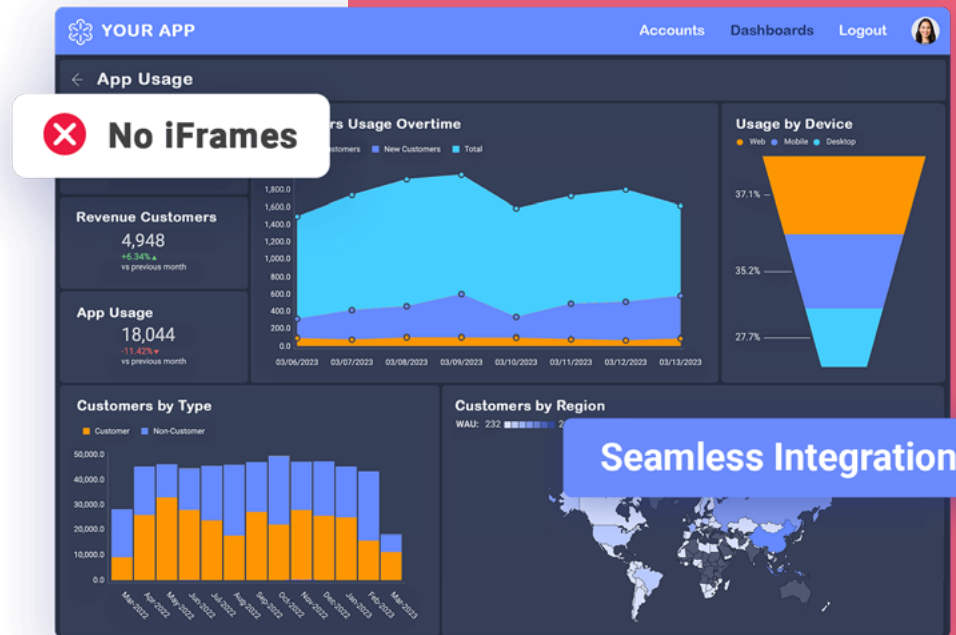 YOUR APP
Accounts Dashboards Logout
App Usage
No iFrames
Usage Overtime
New Customers Total
1,800.0
1,600.0
1,400.0
1,200.0
1,000.0
800.0
600.0
400.0
200.0
0.0
03/06/2023 03/07/2023 03/08/2023 03/09/2023 03/10/2023 03/11/2023 03/12/2023 03/13/2023
Usage by Device
Web Mobile Desktop
37.1%
35.2%
27.7%
Revenue Customers
4,948
+6.34%▲
vs previous month
App Usage
18,044
-11.42%▼
vs previous month
Customers by Type
Customer Non-Customer
50,000.0
40,000.0
30,000.0
20,000.0
10,000.0
0.0
Mar-2022 Apr-2022 May-2022 Jun-2022 Jul-2022 Aug-2022 Sep-2022 Oct-2022 Nov-2022 Dec-2022 Jan-2023 Feb-2023 Mar-2023
Customers by Region
WAU: 232
Seamless Integration